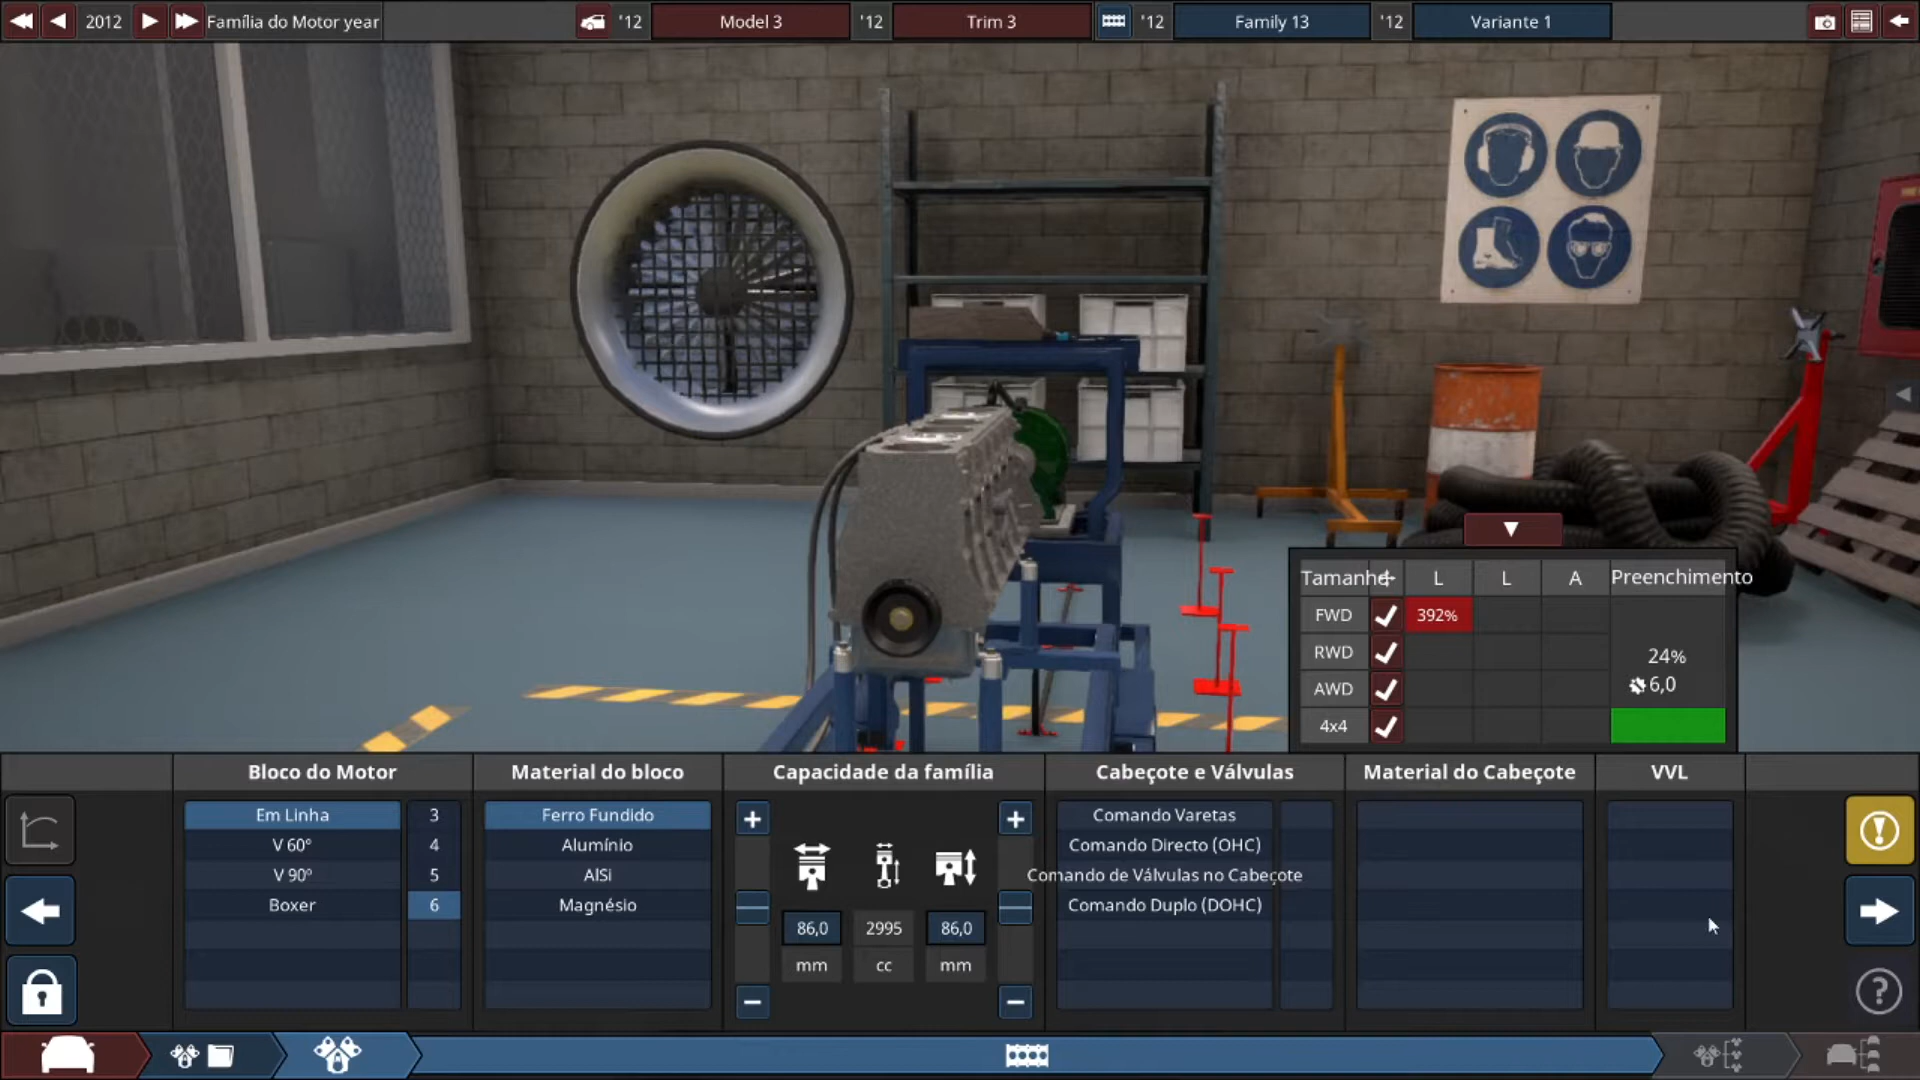 2012 Família do Motor year '12 Model 3 '12 Trim 3 '12 Family 13 '12 Variante 1
Tamanho L L A Preenchimento
FWD 392%
RWD
AWD
4x4
24%
6,0
Bloco do Motor
Em Linha 3
V 60º 4
V 90º 5
Boxer 6
Material do bloco
Ferro Fundido
Alumínio
AlSi
Magnésio
Capacidade da família
86,0 2995 86,0
mm cc mm
Cabeçote e Válvulas
Comando Varetas
Comando Directo (OHC)
Comando de Válvulas no Cabeçote
Comando Duplo (DOHC)
Material do Cabeçote
VVL